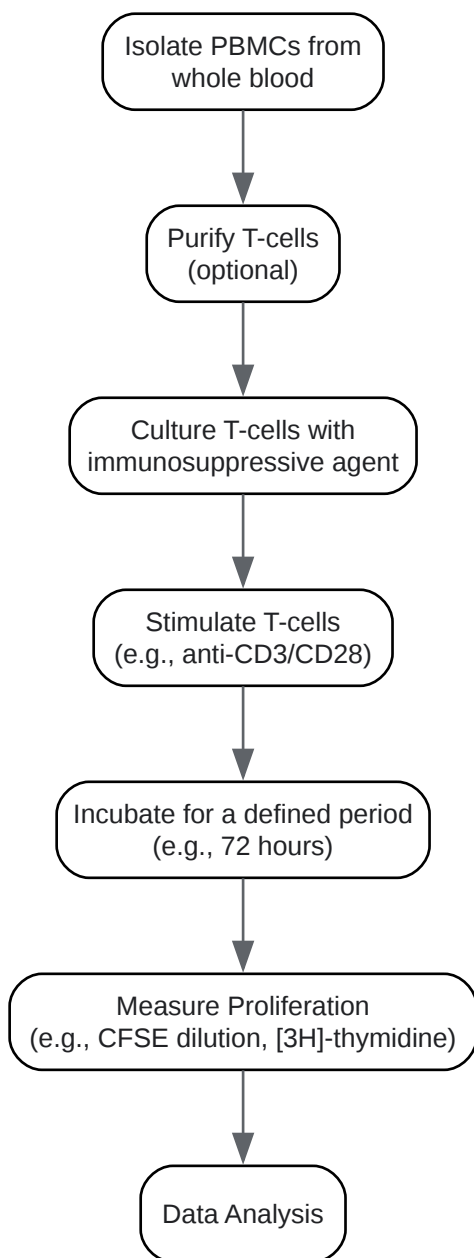 Isolate PBMCs from
whole blood
Purify T-cells
(optional)
Culture T-cells with
immunosuppressive agent
Stimulate T-cells
(e.g., anti-CD3/CD28)
Incubate for a defined period
(e.g., 72 hours)
Measure Proliferation
(e.g., CFSE dilution, [3H]-thymidine)
Data Analysis